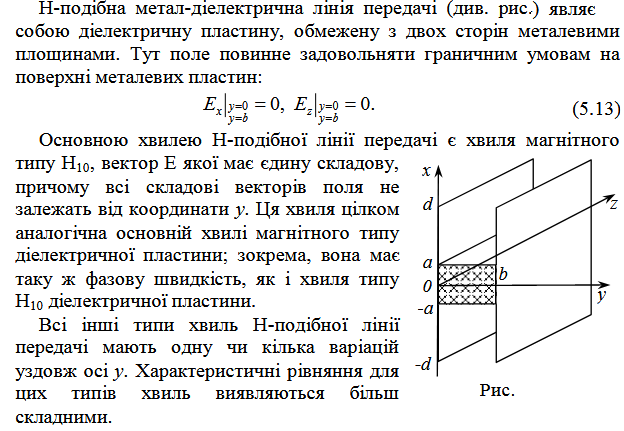 Н-подібна метал-діелектрична лінія передачі (див. рис.) являє
собою діелектричну пластину, обмежену з двох сторін металевими
площинами. Тут поле повинне задовольняти граничним умовам на
поверхні металевих пластин:
E_x|_{y=0, y=b} = 0, E_z|_{y=0, y=b} = 0. (5.13)
Основною хвилею Н-подібної лінії передачі є хвиля магнітного
типу Н₁₀, вектор Е якої має єдину складову,
причому всі складові векторів поля не
залежать від координати y. Ця хвиля цілком
аналогічна основній хвилі магнітного типу
діелектричної пластини; зокрема, вона має
таку ж фазову швидкість, як і хвиля типу
Н₁₀ діелектричної пластини.
Всі інші типи хвиль Н-подібної лінії
передачі мають одну чи кілька варіацій
уздовж осі y. Характеристичні рівняння для
цих типів хвиль виявляються більш
складними.
x
d
z
a
b
0
y
-a
-d
Рис.